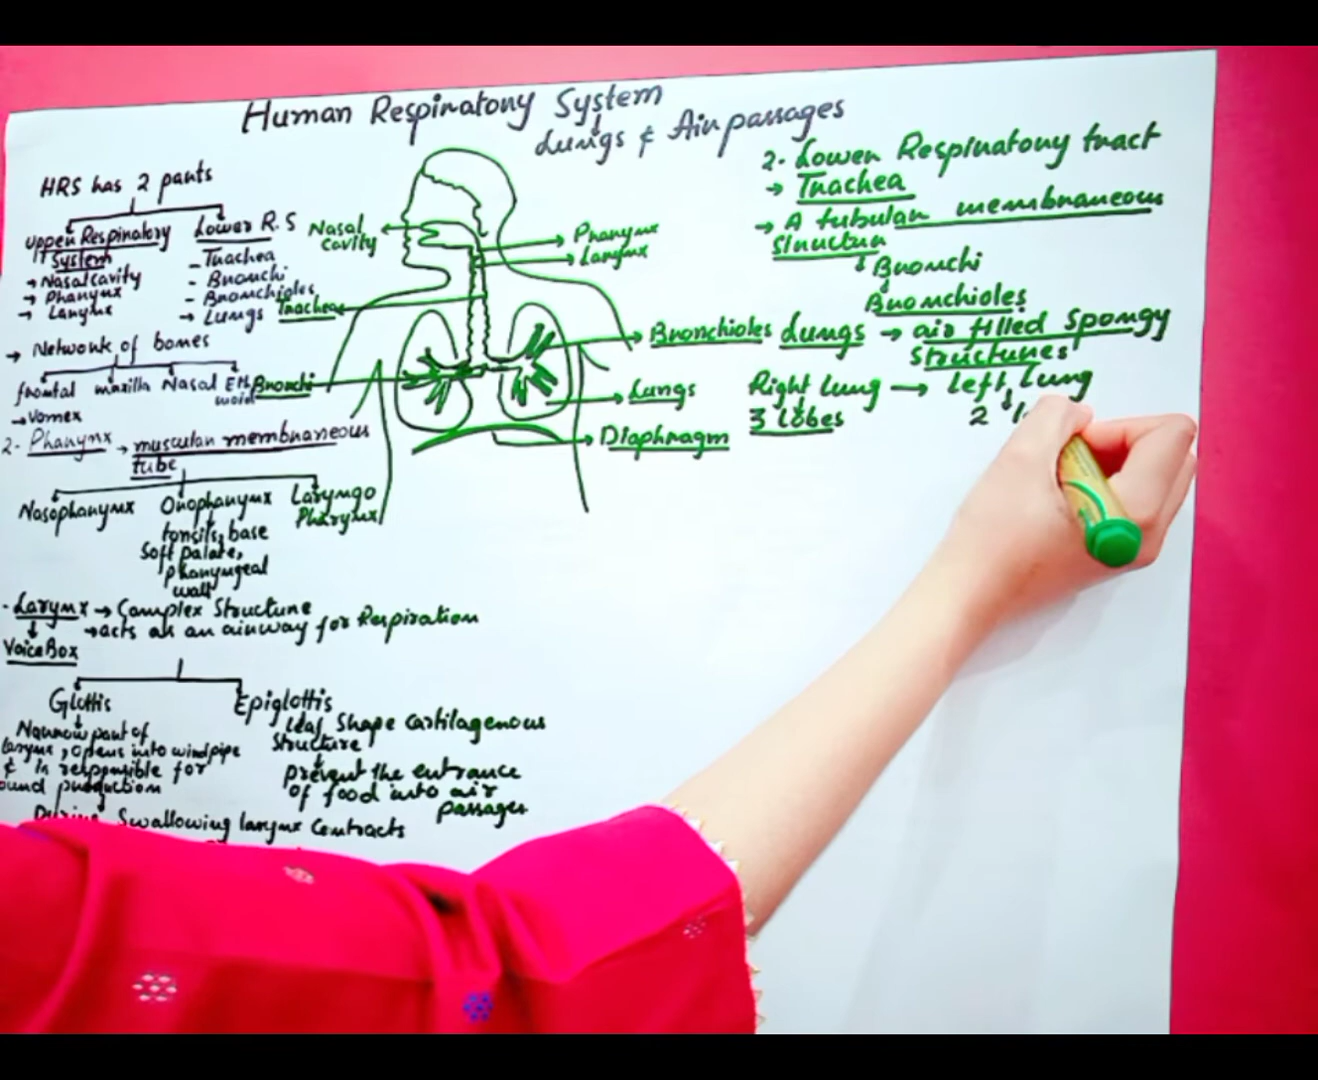 Human Respiratory System
Lungs & Air passages
HRS has 2 parts
Upper Respiratory
System
→ Nasal cavity
→ Pharynx
→ Larynx
Lower R.S
- Trachea
- Bronchi
- Bronchioles
→ Lungs
→ Network of bones
frontal maxilla Nasal Eth
moid
→ Vomer
2- Pharynx → muscular membraneous
tube
Nasopharynx Oropharynx Laryngo
Pharynx
tonsils, base
Soft palate,
pharyngeal
wall
- Larynx → Complex Structure
→ acts as an airway for Respiration
Voice Box
Glottis
Narrow part of
larynx, opens into windpipe
& is responsible for
ound production
Epiglottis
leaf shape cartilagenous
structure
prevent the entrance
of food into air
passages
During Swallowing larynx contracts
Nasal
cavity
Trachea
Bronchi
Pharynx
Larynx
Bronchioles
Lungs
Diaphragm
2- Lower Respiratory tract
→ Trachea
→ A tubular membraneous
structure
Bronchi
Bronchioles
Lungs → air filled spongy
structures
Right lung → left lung
3 lobes 2